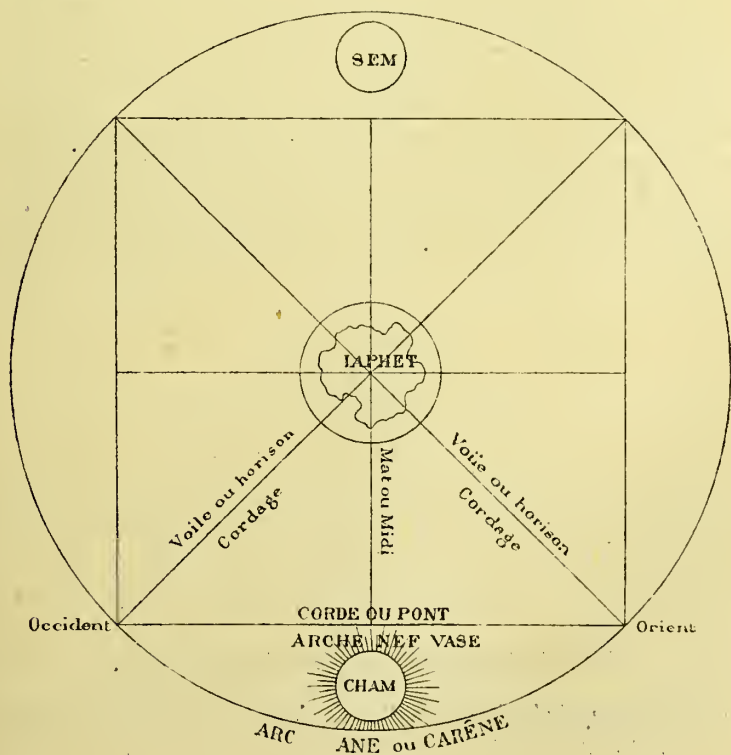 SEM
IAPHET
Voile ou horison
Cordage
Mat ou Midi
Voile ou horison
Cordage
CORDE OU PONT
Occident
Orient
ARCHE NEF VASE
CHAM
ARC ANE ou CARÊNE